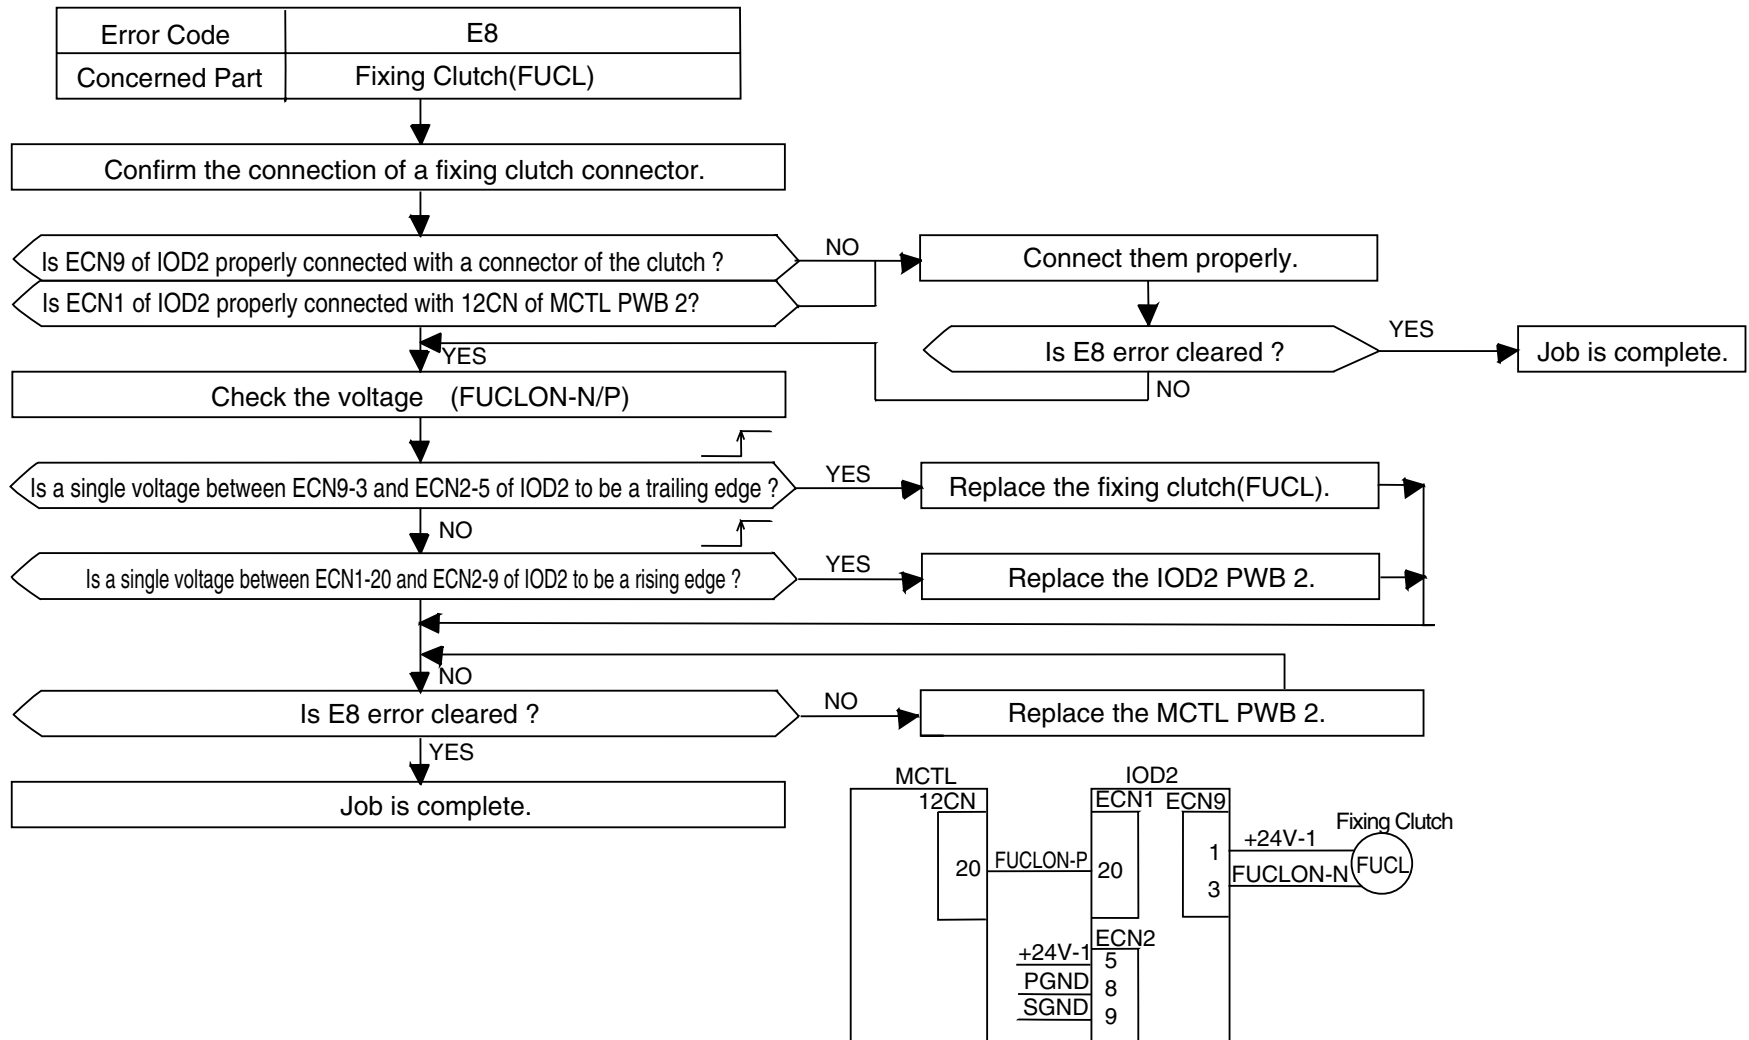 Error Code E8
Concerned Part Fixing Clutch(FUCL)
Confirm the connection of a fixing clutch connector.
Is ECN9 of IOD2 properly connected with a connector of the clutch ?
NO
Connect them properly.
Is ECN1 of IOD2 properly connected with 12CN of MCTL PWB 2?
YES
Is E8 error cleared ?
YES
Job is complete.
NO
Check the voltage (FUCLON-N/P)
Is a single voltage between ECN9-3 and ECN2-5 of IOD2 to be a trailing edge ?
YES
Replace the fixing clutch(FUCL).
NO
Is a single voltage between ECN1-20 and ECN2-9 of IOD2 to be a rising edge ?
YES
Replace the IOD2 PWB 2.
NO
Is E8 error cleared ?
NO
Replace the MCTL PWB 2.
YES
Job is complete.
MCTL
IOD2
12CN
ECN1
ECN9
Fixing Clutch
20
FUCLON-P
20
1
+24V-1
3
FUCLON-N
FUCL
ECN2
+24V-1
5
PGND
8
SGND
9